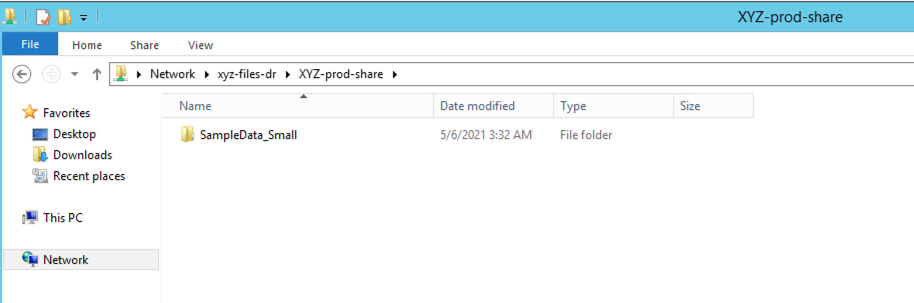 XYZ-prod-share
File Home Share View
Network xyz-files-dr XYZ-prod-share
Favorites
Desktop
Downloads
Recent places
This PC
Network
Name Date modified Type Size
SampleData_Small 5/6/2021 3:32 AM File folder